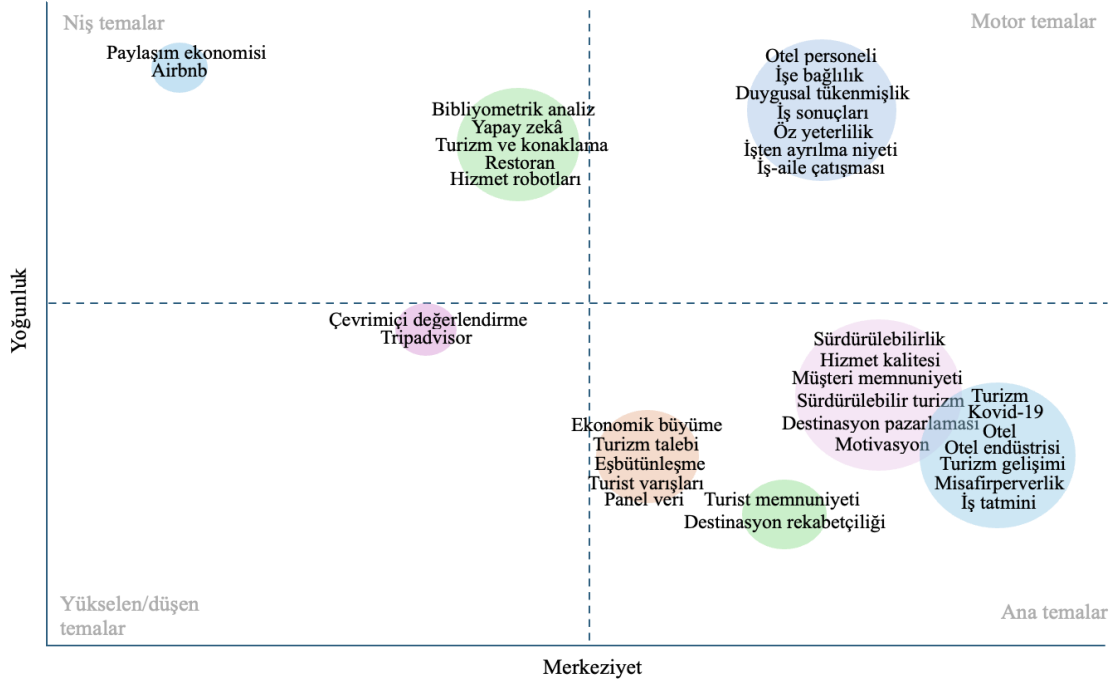 Niş temalar
Motor temalar
Paylaşım ekonomisi
Airbnb
Otel personeli
İşe bağlılık
Duygusal tükenmişlik
İş sonuçları
Öz yeterlilik
İşten ayrılma niyeti
İş-aile çatışması
Bibliyometrik analiz
Yapay zekâ
Turizm ve konaklama
Restoran
Hizmet robotları
Yoğunluk
Çevrimiçi değerlendirme
Tripadvisor
Sürdürülebilirlik
Hizmet kalitesi
Müşteri memnuniyeti
Sürdürülebilir turizm
Destinasyon pazarlaması
Motivasyon
Turizm
Kovid-19
Otel
Otel endüstrisi
Turizm gelişimi
Misafirperverlik
İş tatmini
Ekonomik büyüme
Turizm talebi
Eşbütünleşme
Turist varışları
Panel veri
Turist memnuniyeti
Destinasyon rekabetçiliği
Yükselen/düşen
temalar
Ana temalar
Merkeziyet